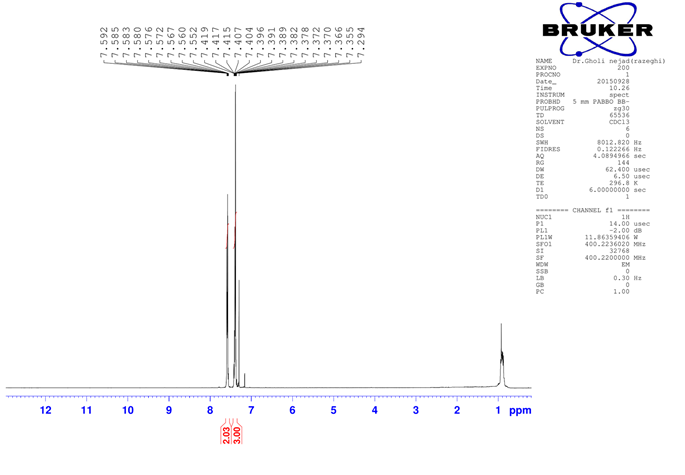 7.592
7.585
7.583
7.580
7.576
7.572
7.567
7.560
7.552
7.419
7.417
7.415
7.407
7.404
7.396
7.391
7.389
7.382
7.378
7.372
7.370
7.366
7.355
7.294
BRUKER
NAME Dr.Gholi nejad(razeghi)
EXPNO 200
PROCNO 1
Date_ 20150928
Time 10.26
INSTRUM spect
PROBHD 5 mm PABBO BB-
PULPROG zg30
TD 65536
SOLVENT CDCl3
NS 6
DS 0
SWH 8012.820 Hz
FIDRES 0.122266 Hz
AQ 4.0894966 sec
RG 144
DW 62.400 usec
DE 6.50 usec
TE 296.8 K
D1 6.00000000 sec
TD0 1
======== CHANNEL f1 ========
NUC1 1H
P1 14.00 usec
PL1 -2.00 dB
PL1W 11.86359406 W
SFO1 400.2236020 MHz
SI 32768
SF 400.2200000 MHz
WDW EM
SSB 0
LB 0.30 Hz
GB 0
PC 1.00
12 11 10 9 8 7 6 5 4 3 2 1 ppm
2.03
3.00